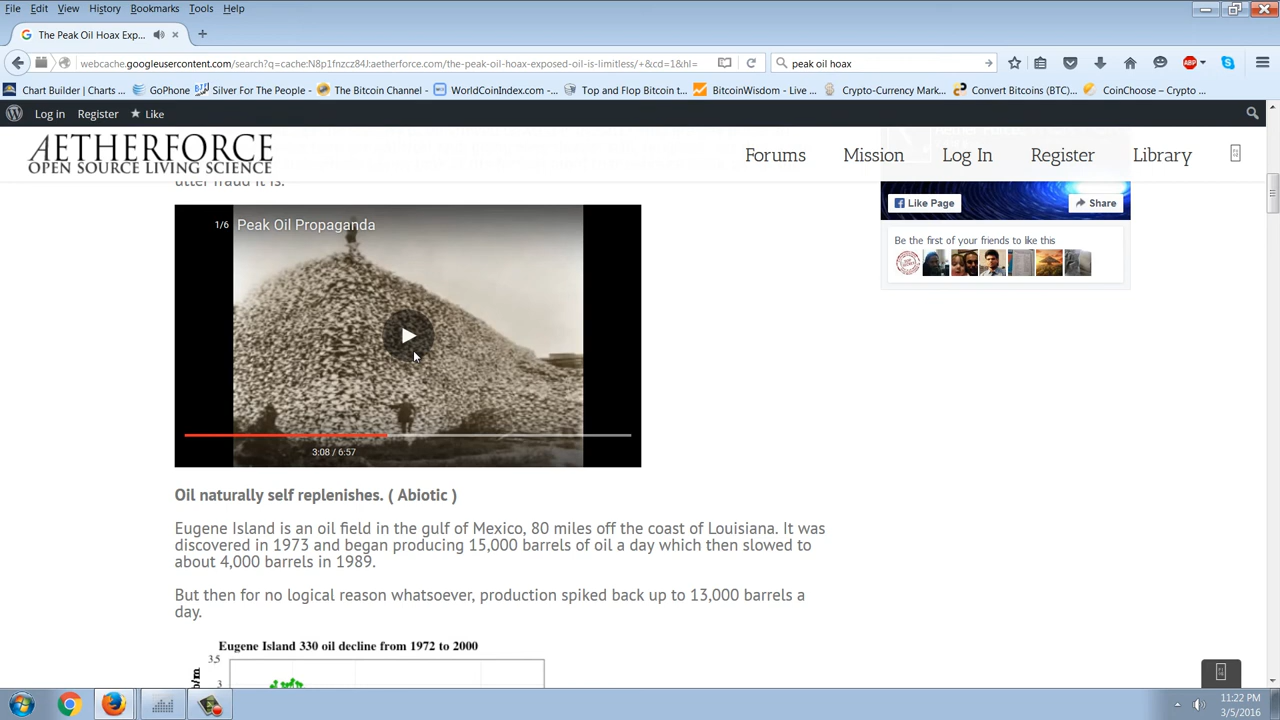 File Edit View History Bookmarks Tools Help
The Peak Oil Hoax Exp...
webcache.googleusercontent.com/search?q=cache:N8p1fnzcz84J:aetherforce.com/the-peak-oil-hoax-exposed-oil-is-limitless/+&cd=1&hl=
peak oil hoax
ABP
Chart Builder | Charts ... GoPhone Silver For The People - The Bitcoin Channel - WorldCoinIndex.com -... Top and Flop Bitcoin t... BitcoinWisdom - Live ... Crypto-Currency Mark... Convert Bitcoins (BTC)... CoinChoose – Crypto ...
Log in Register Like
ÆTHERFORCE
OPEN SOURCE LIVING SCIENCE
Forums Mission Log In Register Library
utter fraud it is.
Like Page Share
Be the first of your friends to like this
1/6 Peak Oil Propaganda
3:08 / 6:57
Oil naturally self replenishes. ( Abiotic )
Eugene Island is an oil field in the gulf of Mexico, 80 miles off the coast of Louisiana. It was
discovered in 1973 and began producing 15,000 barrels of oil a day which then slowed to
about 4,000 barrels in 1989.
But then for no logical reason whatsoever, production spiked back up to 13,000 barrels a
day.
Eugene Island 330 oil decline from 1972 to 2000
3.5
3
b/m
11:22 PM
3/5/2016